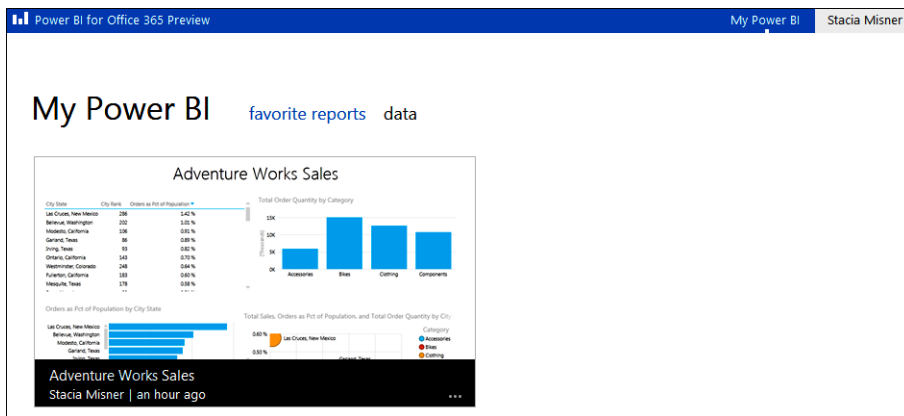 Power BI for Office 365 Preview
My Power BI
Stacia Misner
My Power BI
favorite reports
data
Adventure Works Sales
City State City Rank Orders as Pct of Population
Las Cruces, New Mexico 286 1.42 %
Bellevue, Washington 202 1.01 %
Modesto, California 106 0.91 %
Garland, Texas 86 0.89 %
Irving, Texas 93 0.82 %
Ontario, California 143 0.70 %
Westminster, Colorado 248 0.64 %
Fullerton, California 183 0.60 %
Mesquite, Texas 178 0.58 %
Total Order Quantity by Category
(Thousands)
15K
10K
5K
0K
Accessories Bikes Clothing Components
Orders as Pct of Population by City State
Las Cruces, New Mexico
Bellevue, Washington
Modesto, California
Garland, Texas
Irving, Texas
Total Sales, Orders as Pct of Population, and Total Order Quantity by City
0.60 %
0.50 %
Las Cruces, New Mexico
Garland, Texas
Category
Accessories
Bikes
Clothing
Adventure Works Sales
Stacia Misner | an hour ago
...